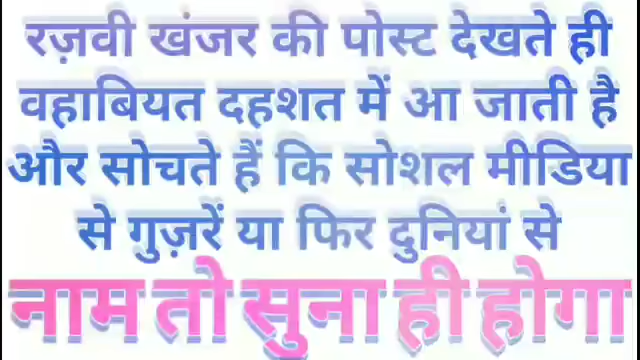 रज़वी खंजर की पोस्ट देखते ही
वहाबियत दहशत में आ जाती है
और सोचते हैं कि सोशल मीडिया
से गुज़रें या फिर दुनियां से
नाम तो सुना ही होगा